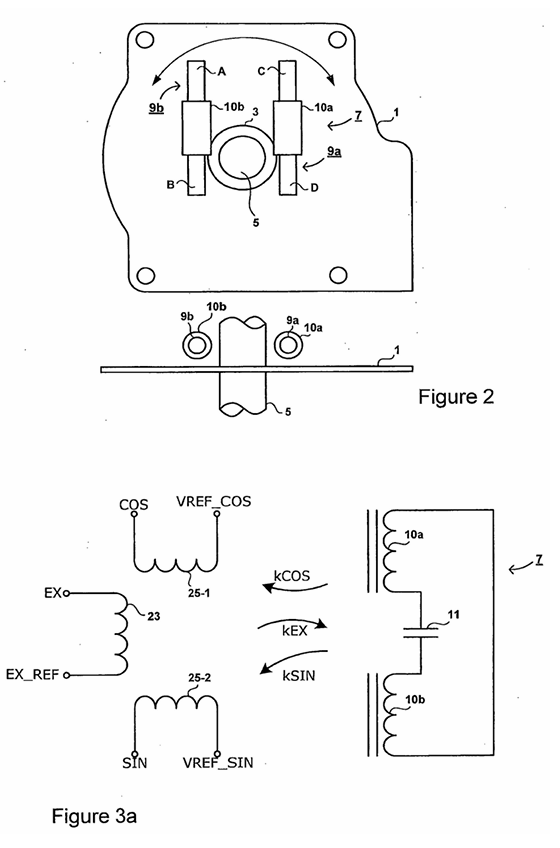 A
C
9b
10b
3
10a
7
1
9a
B
D
5
10b
9b
9a
10a
1
5
Figure 2
COS
VREF_COS
25-1
kCOS
10a
7
EX
23
kEX
11
EX_REF
kSIN
25-2
10b
SIN
VREF_SIN
Figure 3a